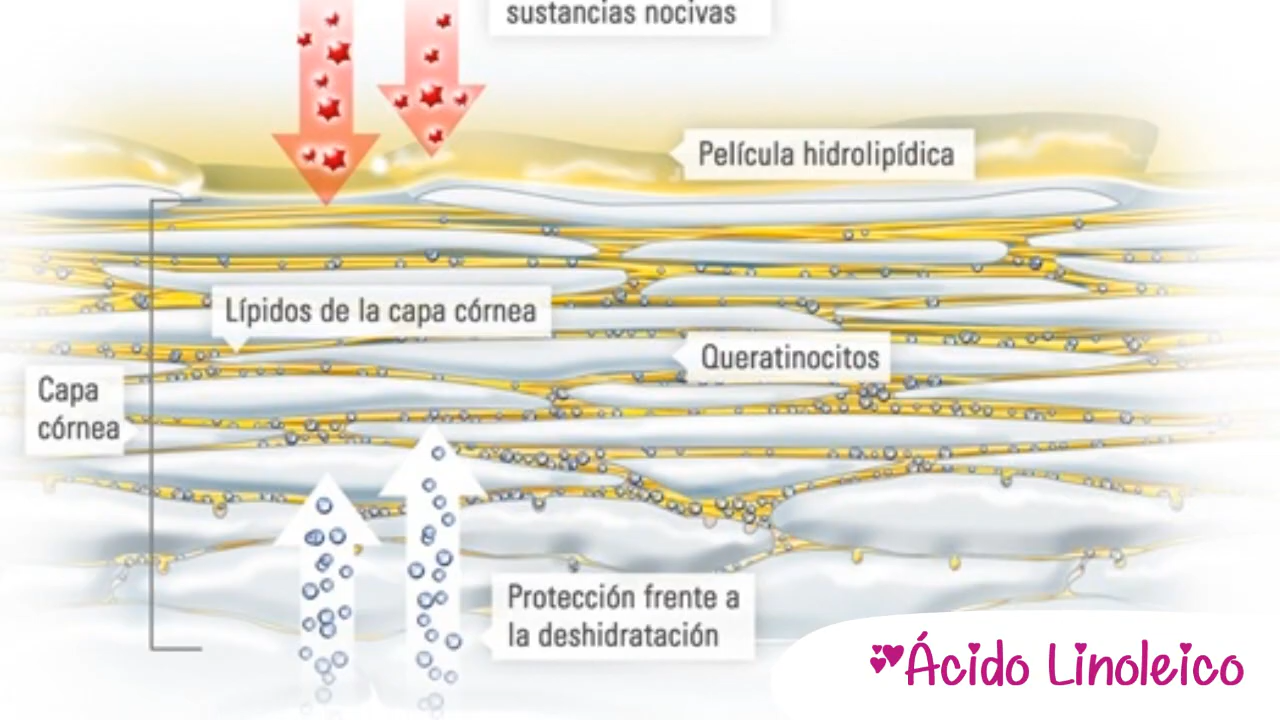 sustancias nocivas
Película hidrolipídica
Lípidos de la capa córnea
Queratinocitos
Capa
córnea
Protección frente a
la deshidratación
Ácido Linoleico